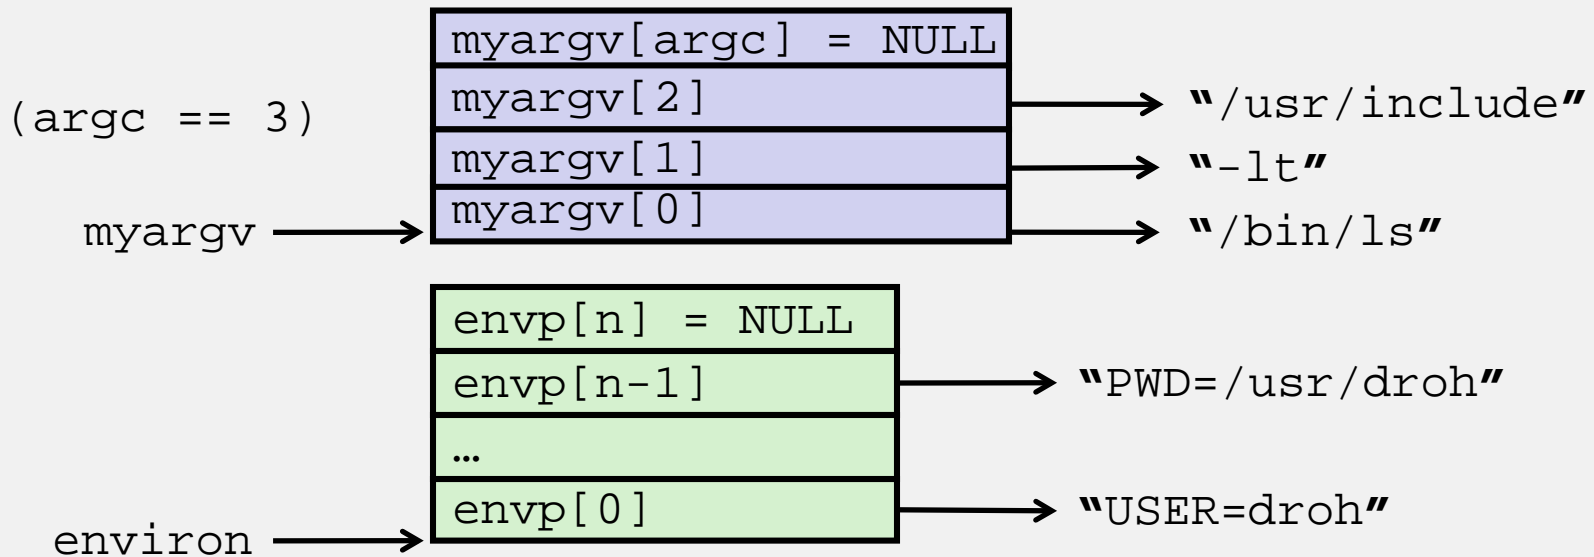 myargv[argc] = NULL
(argc == 3)
myargv[2]
"/usr/include"
myargv[1]
"-lt"
myargv
myargv[0]
"/bin/ls"
envp[n] = NULL
envp[n-1]
"PWD=/usr/droh"
…
environ
envp[0]
"USER=droh"